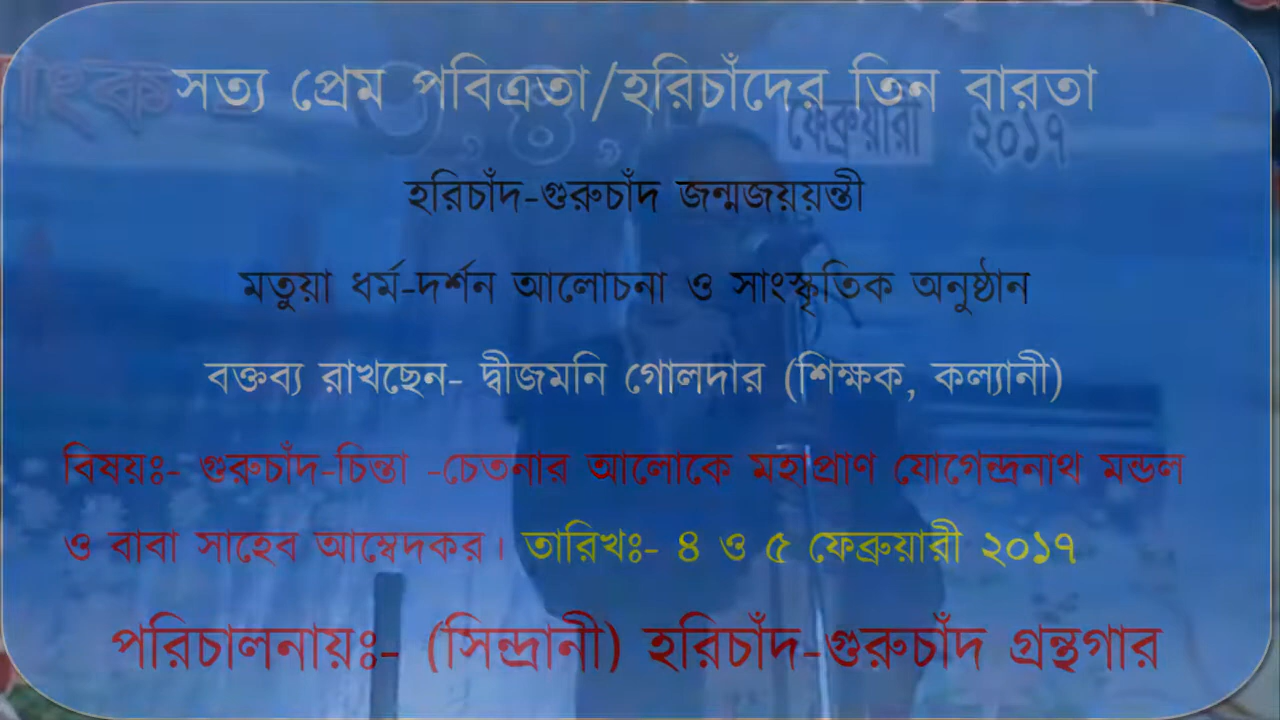 সত্য প্রেম পবিত্রতা/হরিচাঁদের তিন বারতা
ফেব্রুয়ারী ২০১৭
হরিচাঁদ-গুরুচাঁদ জন্মজয়য়ন্তী
মতুয়া ধর্ম-দর্শন আলোচনা ও সাংস্কৃতিক অনুষ্ঠান
বক্তব্য রাখছেন- দ্বীজমনি গোলদার (শিক্ষক, কল্যানী)
বিষয়ঃ- গুরুচাঁদ-চিন্তা -চেতনার আলোকে মহাপ্রাণ যোগেন্দ্রনাথ মন্ডল
ও বাবা সাহেব আম্বেদকর। তারিখঃ- ৪ ও ৫ ফেব্রুয়ারী ২০১৭
পরিচালনায়ঃ- (সিন্দ্রানী) হরিচাঁদ-গুরুচাঁদ গ্রন্থগার